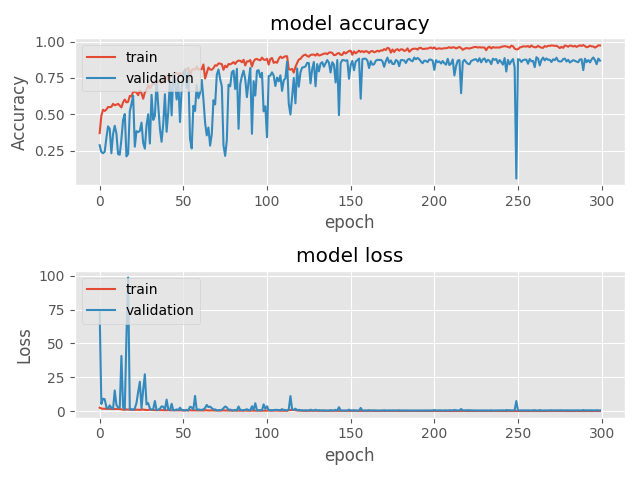 model accuracy
1.00
0.75
0.50
0.25
Accuracy
train
validation
0 50 100 150 200 250 300
epoch
model loss
100
75
50
25
0
Loss
train
validation
0 50 100 150 200 250 300
epoch